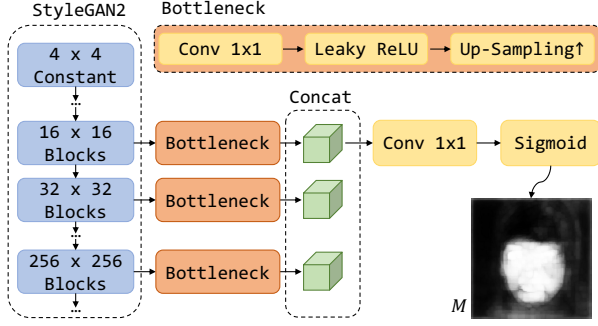 StyleGAN2
Bottleneck
Conv 1x1
Leaky ReLU
Up-Sampling↑
4 x 4
Constant
...
Concat
16 x 16
Blocks
Bottleneck
Conv 1x1
Sigmoid
32 x 32
Blocks
Bottleneck
...
256 x 256
Blocks
Bottleneck
...
M